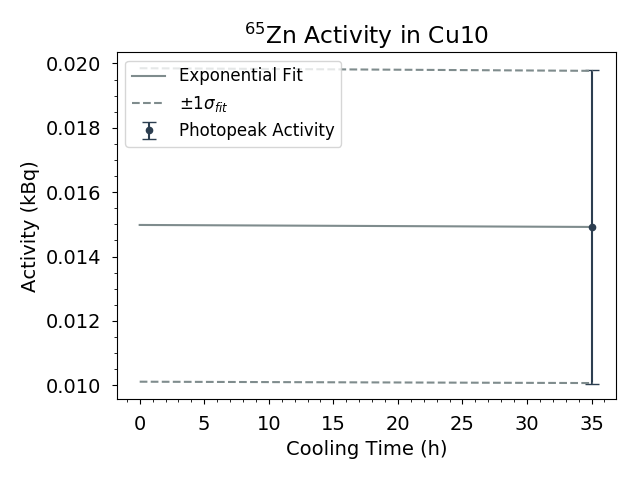 ⁶⁵Zn Activity in Cu10
Exponential Fit
±1σ_fit
Photopeak Activity
Activity (kBq)
0.020
0.018
0.016
0.014
0.012
0.010
0 5 10 15 20 25 30 35
Cooling Time (h)